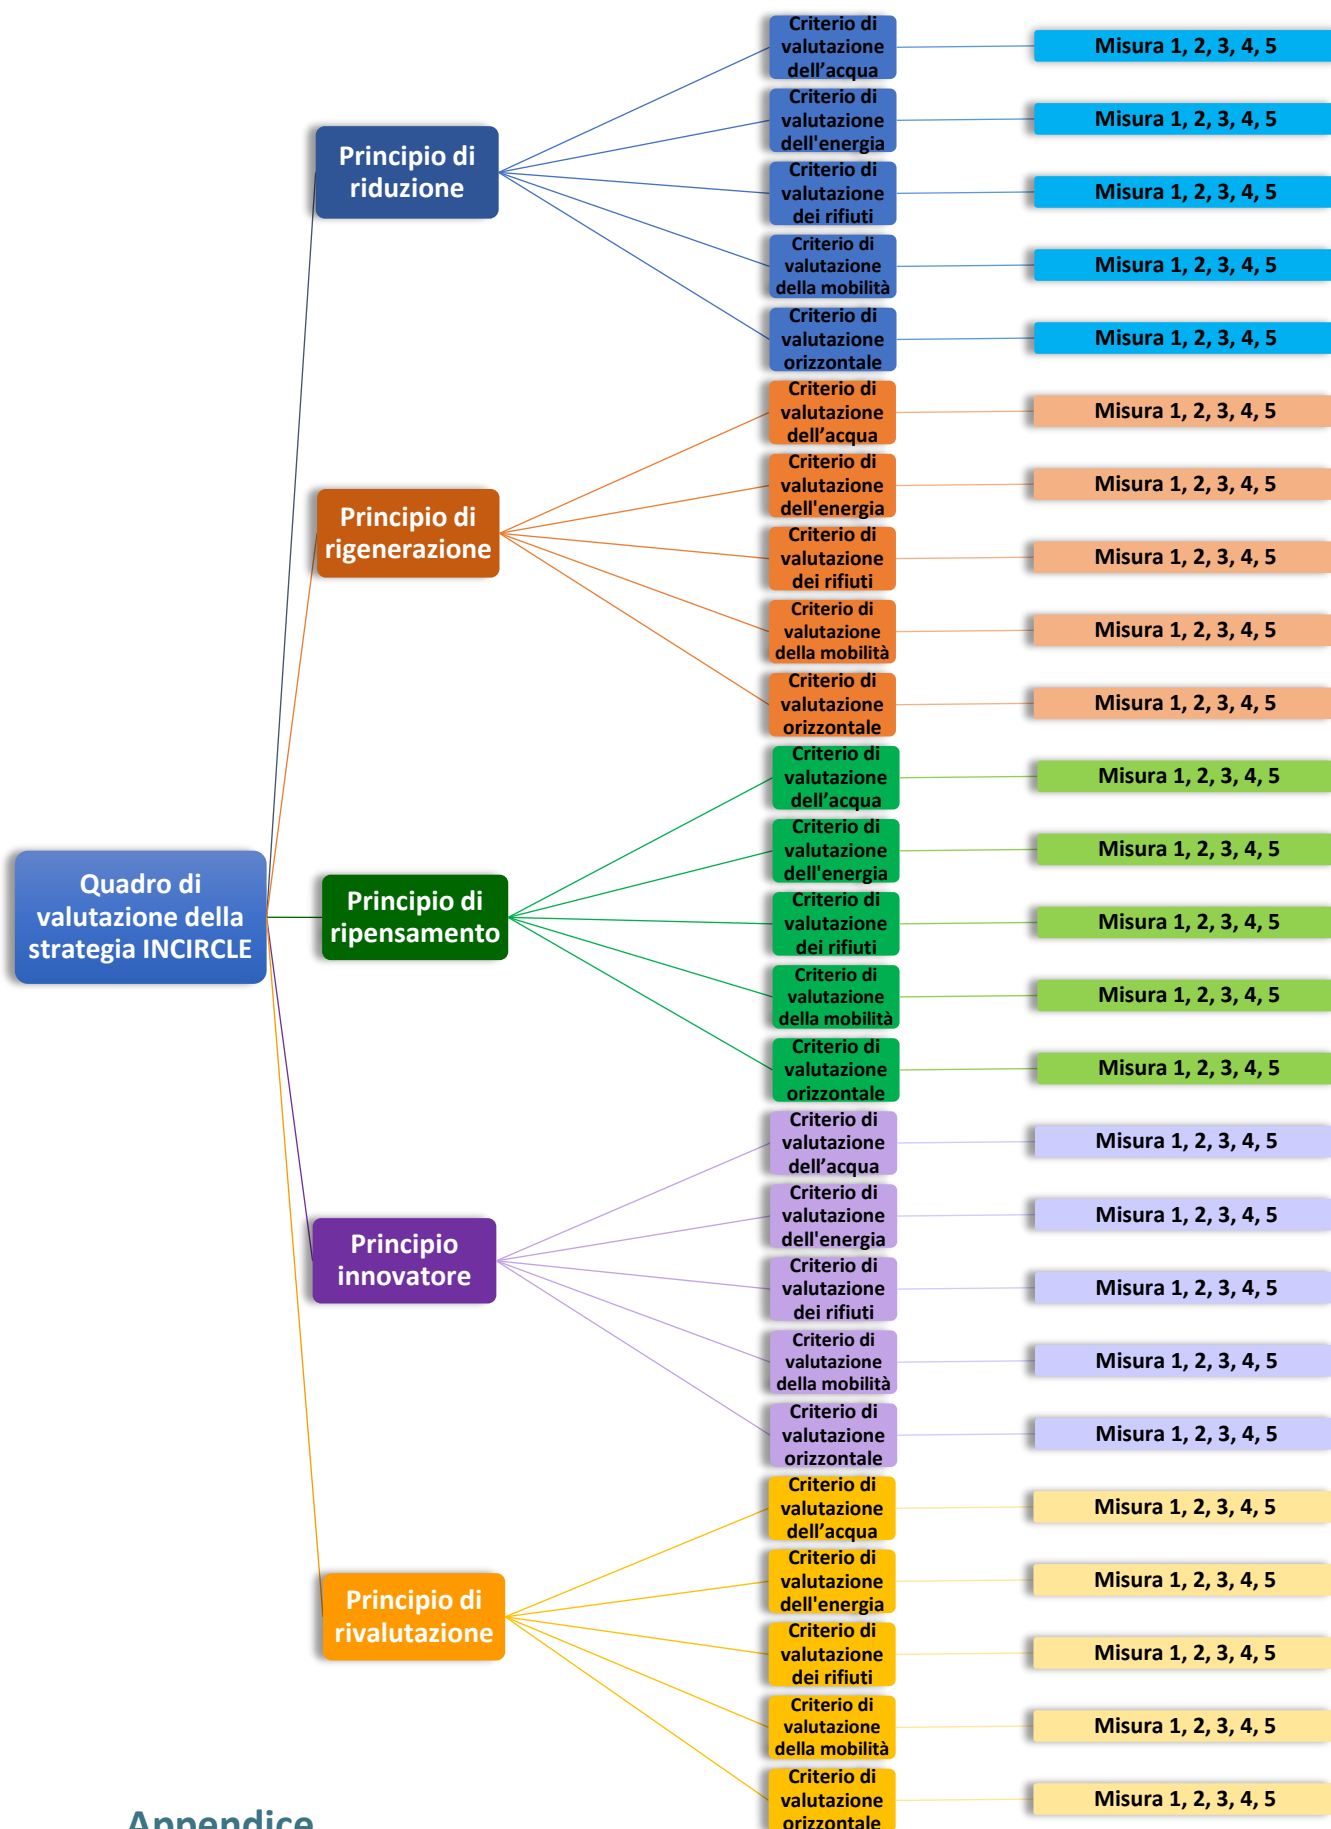 Quadro di
valutazione della
strategia INCIRCLE
Principio di
riduzione
Criterio di
valutazione
dell’acqua
Misura 1, 2, 3, 4, 5
Criterio di
valutazione
dell'energia
Misura 1, 2, 3, 4, 5
Criterio di
valutazione
dei rifiuti
Misura 1, 2, 3, 4, 5
Criterio di
valutazione
della mobilità
Misura 1, 2, 3, 4, 5
Criterio di
valutazione
orizzontale
Misura 1, 2, 3, 4, 5
Principio di
rigenerazione
Criterio di
valutazione
dell’acqua
Misura 1, 2, 3, 4, 5
Criterio di
valutazione
dell'energia
Misura 1, 2, 3, 4, 5
Criterio di
valutazione
dei rifiuti
Misura 1, 2, 3, 4, 5
Criterio di
valutazione
della mobilità
Misura 1, 2, 3, 4, 5
Criterio di
valutazione
orizzontale
Misura 1, 2, 3, 4, 5
Principio di
ripensamento
Criterio di
valutazione
dell’acqua
Misura 1, 2, 3, 4, 5
Criterio di
valutazione
dell'energia
Misura 1, 2, 3, 4, 5
Criterio di
valutazione
dei rifiuti
Misura 1, 2, 3, 4, 5
Criterio di
valutazione
della mobilità
Misura 1, 2, 3, 4, 5
Criterio di
valutazione
orizzontale
Misura 1, 2, 3, 4, 5
Principio
innovatore
Criterio di
valutazione
dell’acqua
Misura 1, 2, 3, 4, 5
Criterio di
valutazione
dell'energia
Misura 1, 2, 3, 4, 5
Criterio di
valutazione
dei rifiuti
Misura 1, 2, 3, 4, 5
Criterio di
valutazione
della mobilità
Misura 1, 2, 3, 4, 5
Criterio di
valutazione
orizzontale
Misura 1, 2, 3, 4, 5
Principio di
rivalutazione
Criterio di
valutazione
dell’acqua
Misura 1, 2, 3, 4, 5
Criterio di
valutazione
dell'energia
Misura 1, 2, 3, 4, 5
Criterio di
valutazione
dei rifiuti
Misura 1, 2, 3, 4, 5
Criterio di
valutazione
della mobilità
Misura 1, 2, 3, 4, 5
Criterio di
valutazione
orizzontale
Misura 1, 2, 3, 4, 5
Appendice